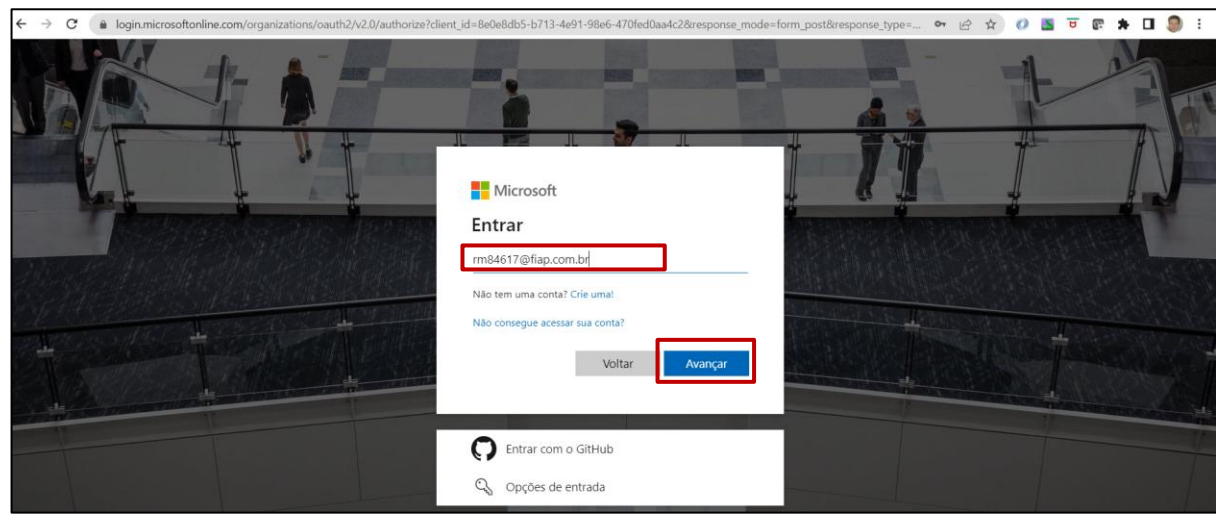 login.microsoftonline.com/organizations/oauth2/v2.0/authorize?client_id=8e0e8db5-b713-4e91-98e6-470fed0aa4c2&response_mode=form_post&response_type=...
Microsoft
Entrar
rm84617@fiap.com.br
Não tem uma conta? Crie uma!
Não consegue acessar sua conta?
Voltar Avançar
Entrar com o GitHub
Opções de entrada